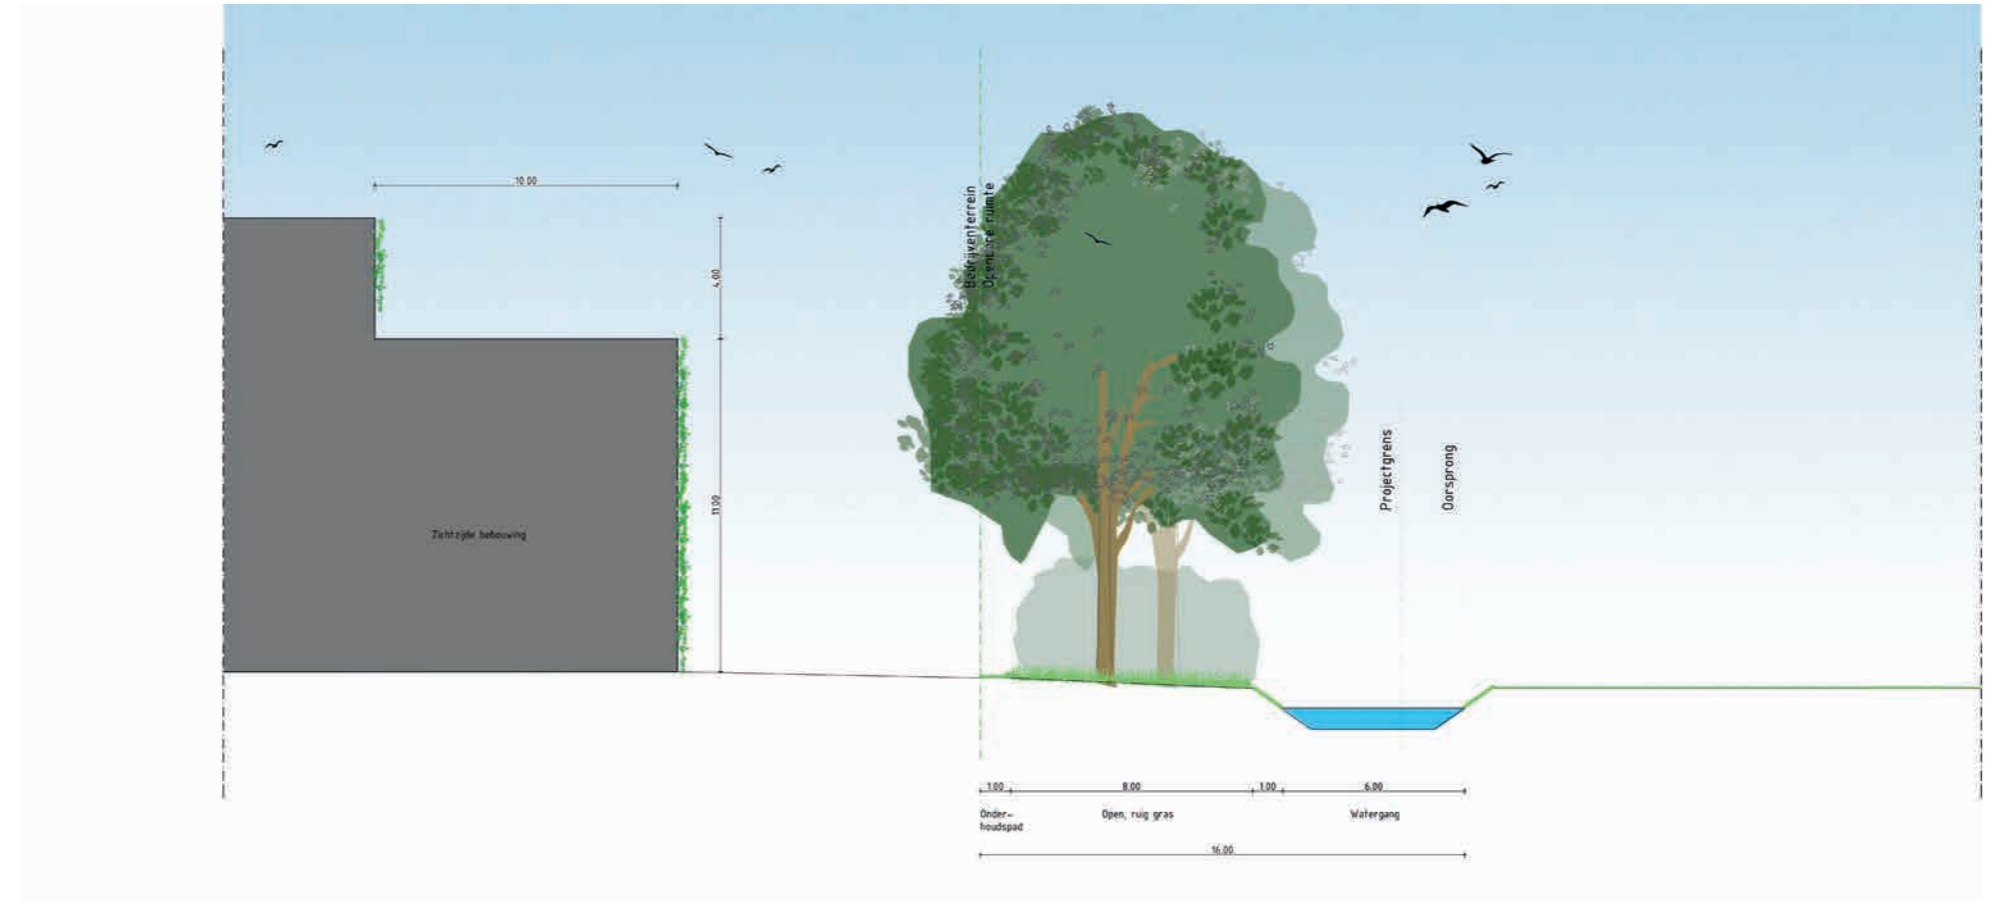 10.00
4.00
11.00
Bedrijventerrein
Openbare ruimte
Projectgrens
Oorsprong
Zichtzijde bebouwing
1.00
8.00
1.00
6.00
Onder-
houdspad
Open, ruig gras
Watergang
16.00